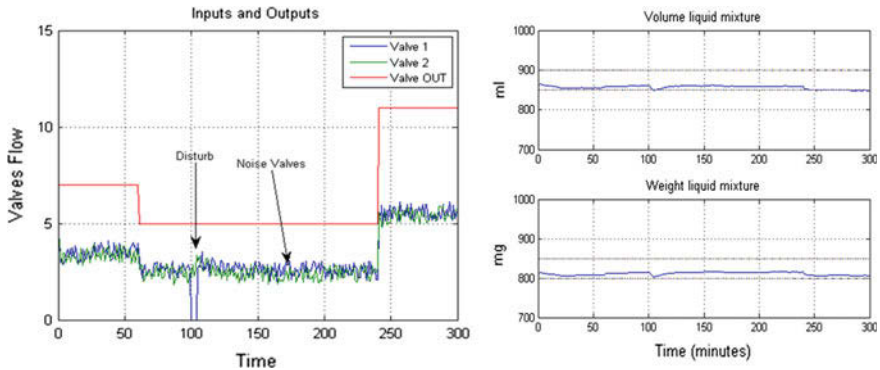 Inputs and Outputs
15
10
5
0
Valves Flow
Valve 1
Valve 2
Valve OUT
Disturb
Noise Valves
0 50 100 150 200 250 300
Time
Volume liquid mixture
1000
900
800
700
ml
0 50 100 150 200 250 300
Weight liquid mixture
1000
900
800
700
mg
0 50 100 150 200 250 300
Time (minutes)